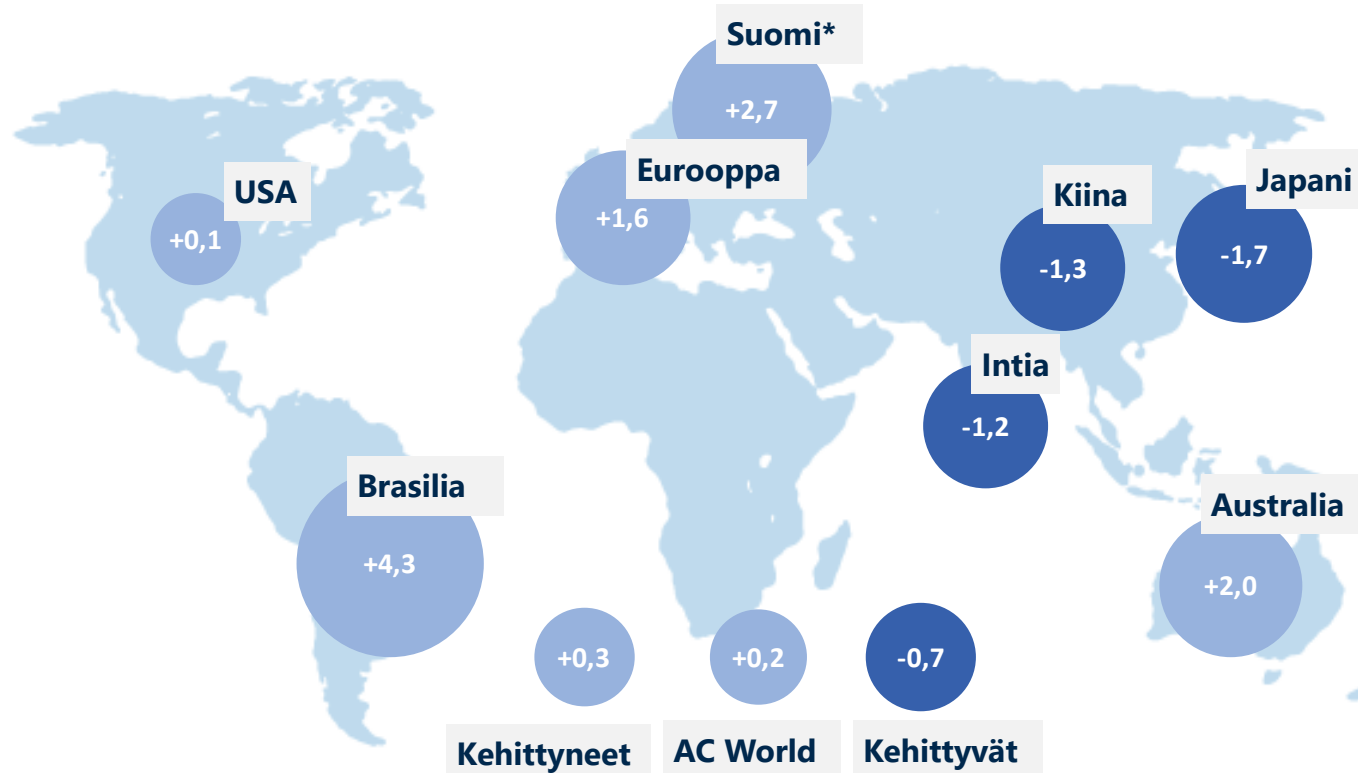 Suomi*
+2,7
Eurooppa
+1,6
USA
+0,1
Kiina
-1,3
Japani
-1,7
Intia
-1,2
Brasilia
+4,3
Australia
+2,0
+0,3
Kehittyneet
+0,2
AC World
-0,7
Kehittyvät